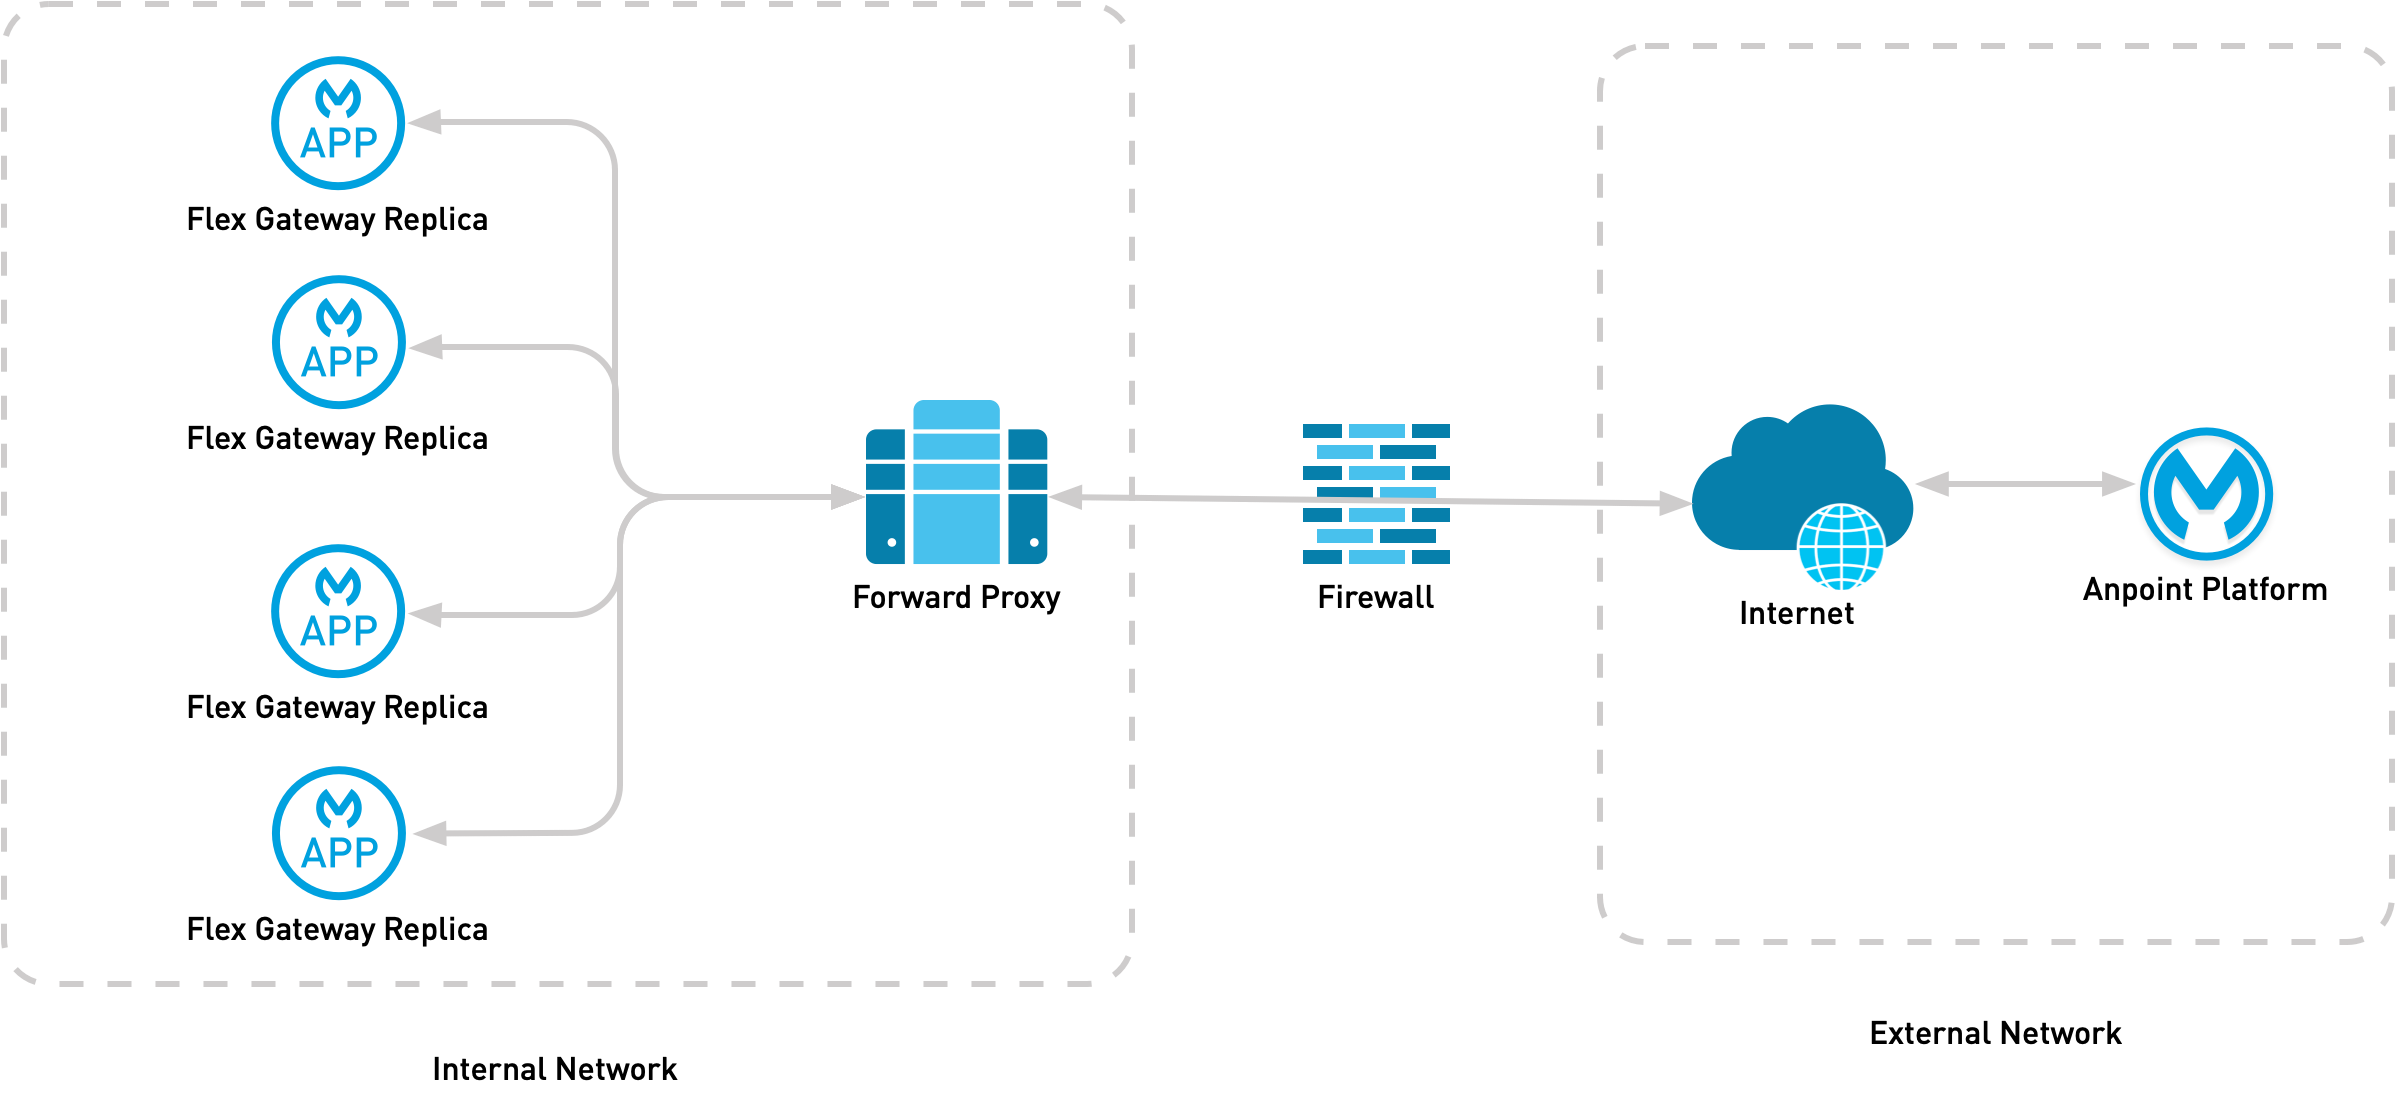 APP
Flex Gateway Replica
APP
Flex Gateway Replica
APP
Flex Gateway Replica
APP
Flex Gateway Replica
Forward Proxy
Firewall
Internet
Anpoint Platform
Internal Network
External Network